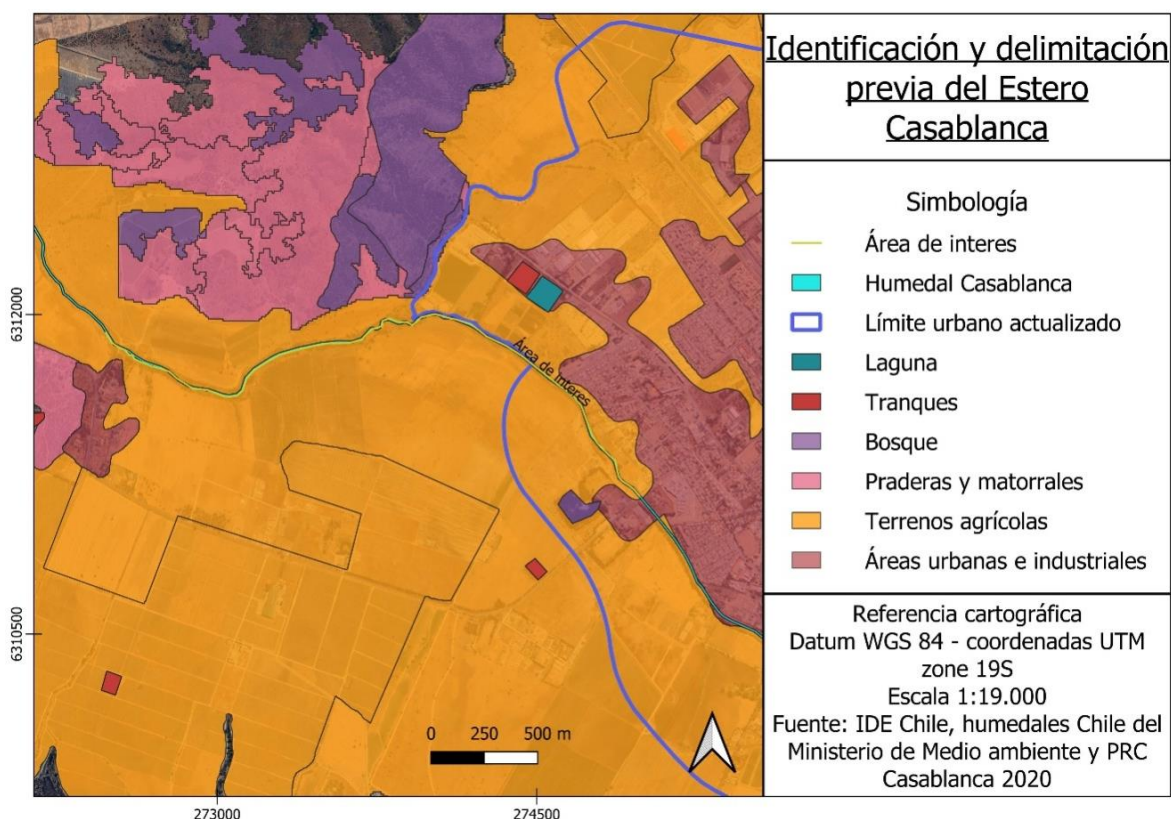 Identificación y delimitación
previa del Estero
Casablanca
Simbología
Área de interes
Humedal Casablanca
Límite urbano actualizado
Laguna
Tranques
Bosque
Praderas y matorrales
Terrenos agrícolas
Áreas urbanas e industriales
Referencia cartográfica
Datum WGS 84 - coordenadas UTM
zone 19S
Escala 1:19.000
Fuente: IDE Chile, humedales Chile del
Ministerio de Medio ambiente y PRC
Casablanca 2020
6312000
6310500
Área de interes
0 250 500 m
273000 274500